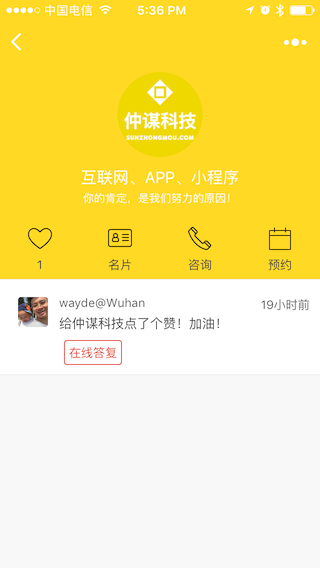 中国电信
5:36 PM
仲谋科技
SUNZHONGMOU.COM
互联网、APP、小程序
你的肯定，是我们努力的原因！
1
名片
咨询
预约
wayde@Wuhan
19小时前
给仲谋科技点了个赞！加油！
在线答复